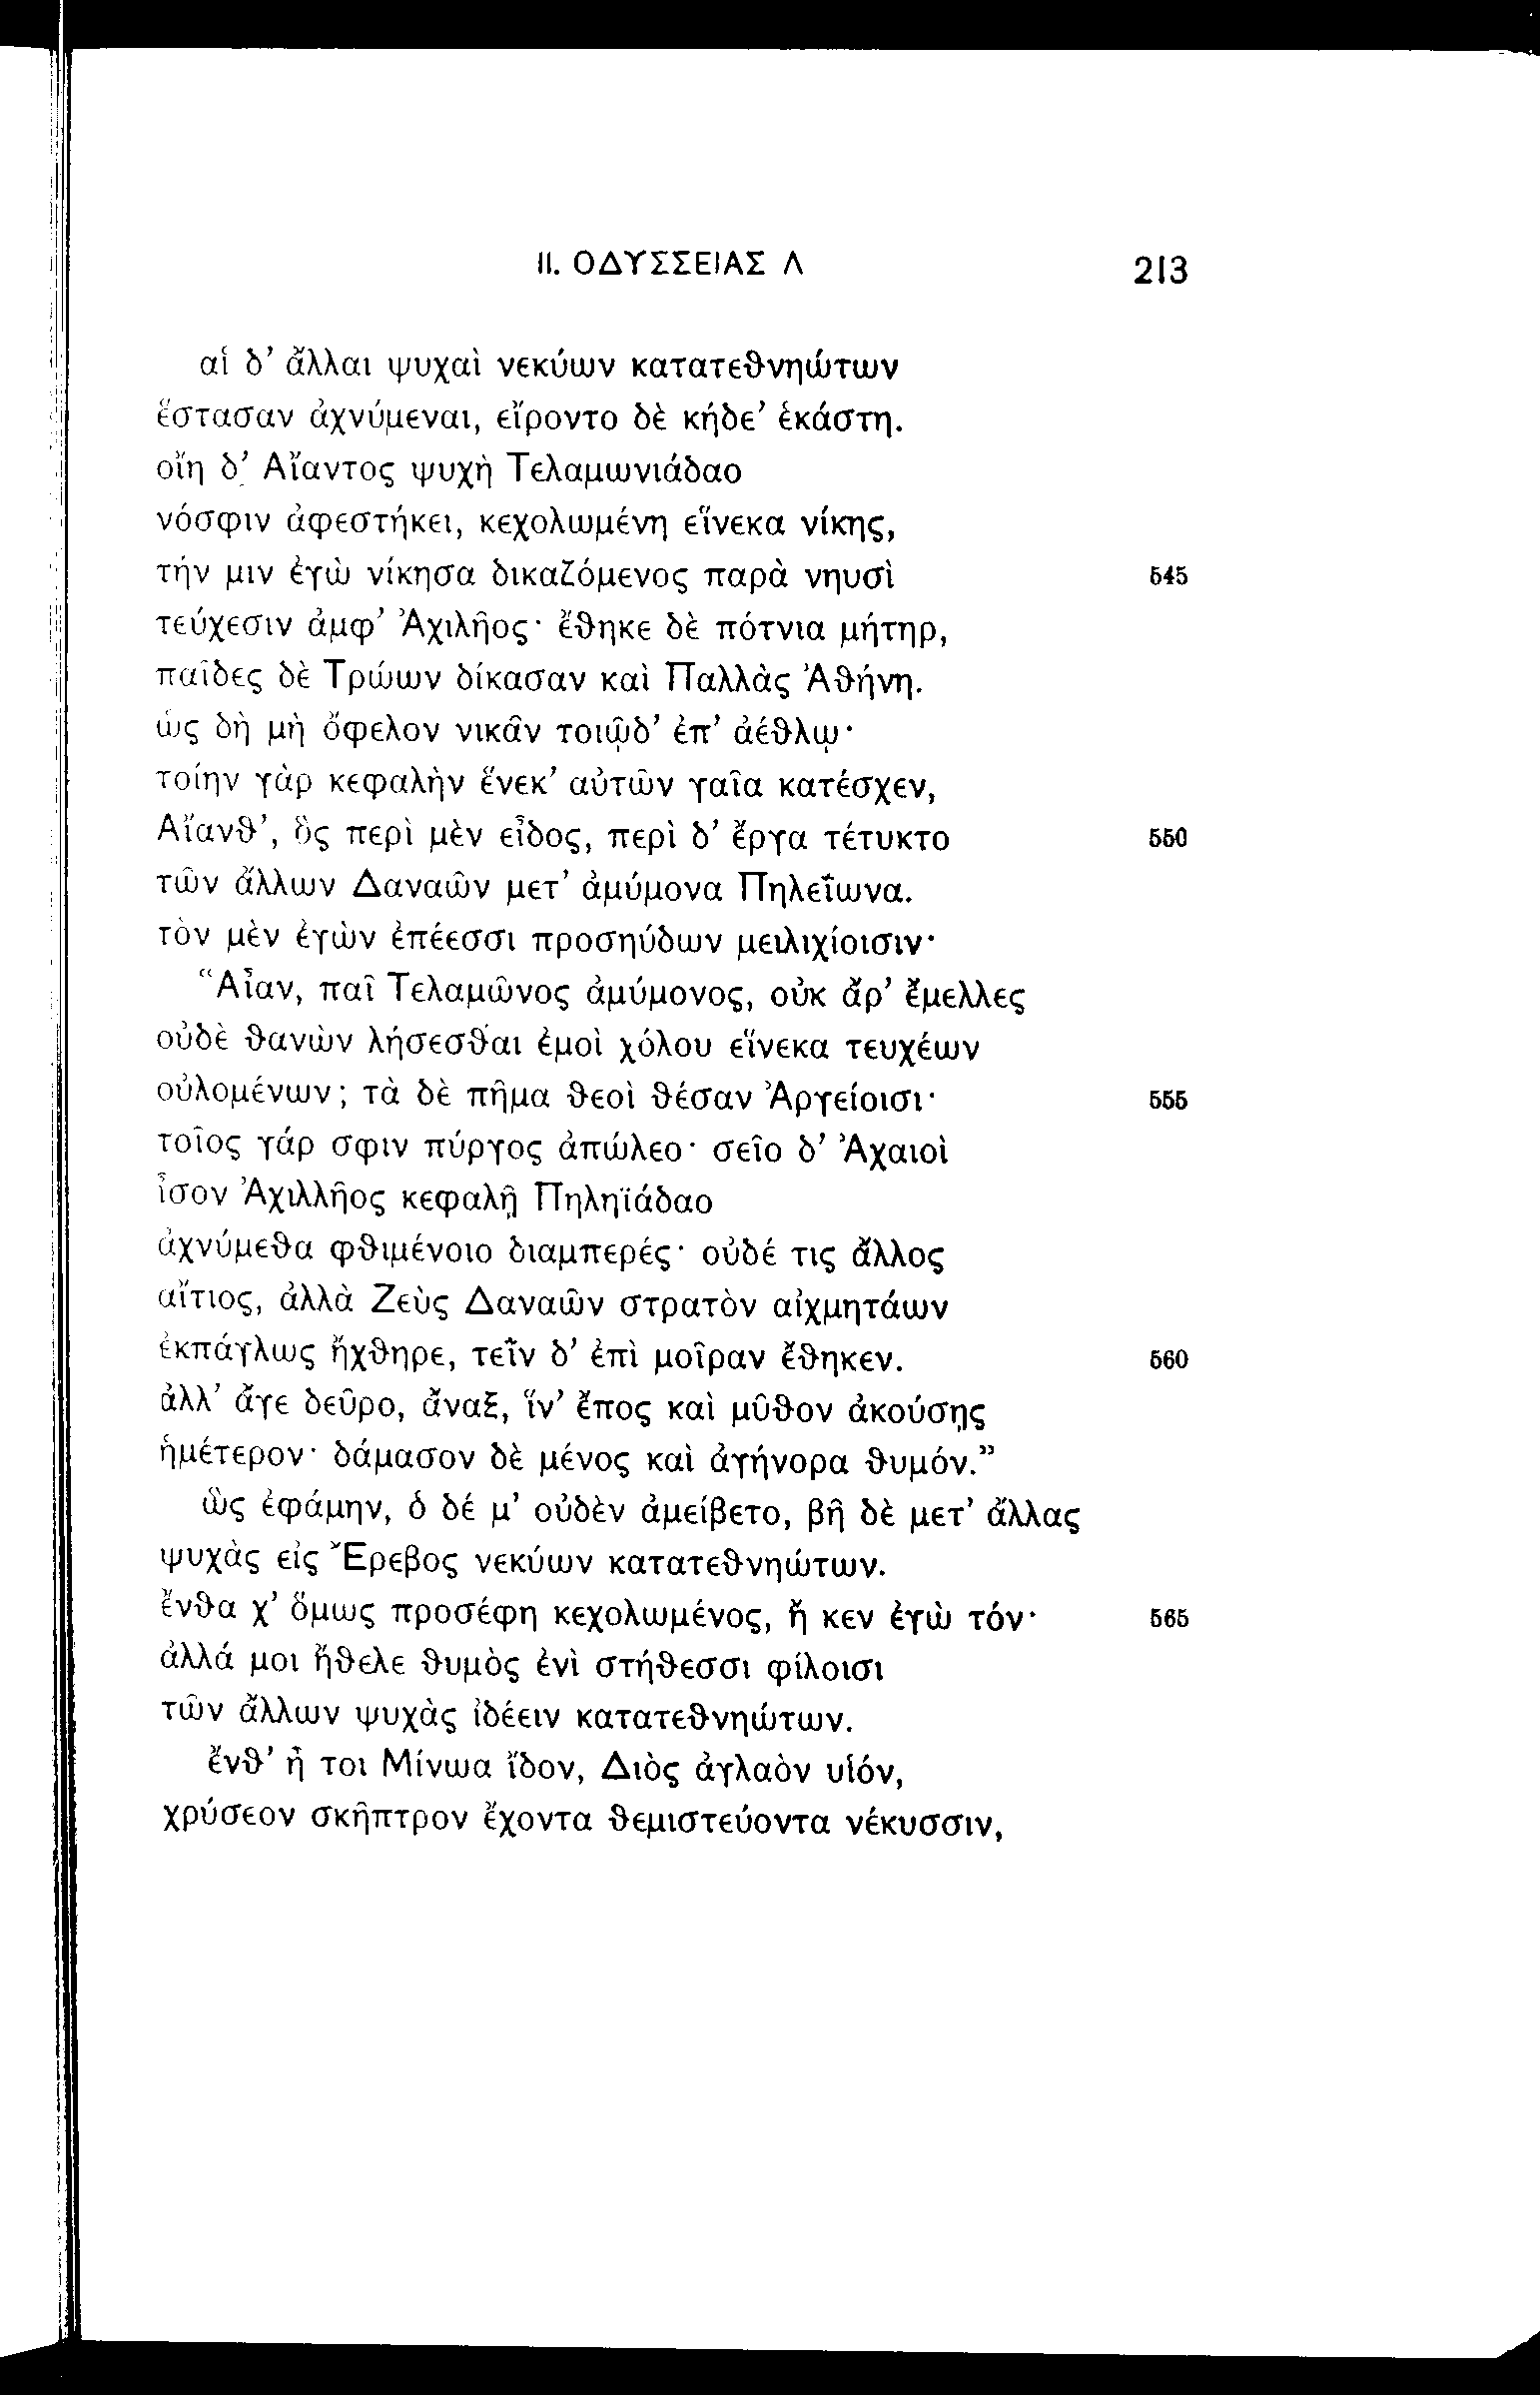 11. ΟΔΥΣΣΕΙΑΣ Λ 213
αἱ δ’ ἄλλαι ψυχαὶ νεκύων κατατεθνηώτων
ἕστασαν ἀχνύμεναι, εἴροντο δὲ κήδε’ ἑκάστη.
οἴη δ’ Αἴαντος ψυχὴ Τελαμωνιάδαο
νόσφιν ἀφεστήκει, κεχολωμένη εἵνεκα νίκης,
τήν μιν ἐγὼ νίκησα δικαζόμενος παρὰ νηυσὶ 545
τεύχεσιν ἀμφ’ Ἀχιλῆος· ἔθηκε δὲ πότνια μήτηρ,
παῖδες δὲ Τρώων δίκασαν καὶ Παλλὰς Ἀθήνη.
ὡς δὴ μὴ ὄφελον νικᾶν τοιῷδ’ ἐπ’ ἀέθλῳ·
τοίην γὰρ κεφαλὴν ἕνεκ’ αὐτῶν γαῖα κατέσχεν,
Αἴανθ’, ὃς περὶ μὲν εἶδος, περὶ δ’ ἔργα τέτυκτο 550
τῶν ἄλλων Δαναῶν μετ’ ἀμύμονα Πηλεΐωνα.
τὸν μὲν ἐγὼν ἐπέεσσι προσηύδων μειλιχίοισιν·
“Αἶαν, παῖ Τελαμῶνος ἀμύμονος, οὐκ ἄρ’ ἔμελλες
οὐδὲ θανὼν λήσεσθαι ἐμοὶ χόλου εἵνεκα τευχέων
οὐλομένων; τὰ δὲ πῆμα θεοὶ θέσαν Ἀργείοισι· 555
τοῖος γάρ σφιν πύργος ἀπώλεο· σεῖο δ’ Ἀχαιοὶ
ἶσον Ἀχιλλῆος κεφαλῇ Πηληϊάδαο
ἀχνύμεθα φθιμένοιο διαμπερές· οὐδέ τις ἄλλος
αἴτιος, ἀλλὰ Ζεὺς Δαναῶν στρατὸν αἰχμητάων
ἐκπάγλως ἤχθηρε, τεῒν δ’ ἐπὶ μοῖραν ἔθηκεν. 560
ἀλλ’ ἄγε δεῦρο, ἄναξ, ἵν’ ἔπος καὶ μῦθον ἀκούσῃς
ἡμέτερον· δάμασον δὲ μένος καὶ ἀγήνορα θυμόν.”
ὣς ἐφάμην, ὁ δέ μ’ οὐδὲν ἀμείβετο, βῆ δὲ μετ’ ἄλλας
ψυχὰς εἰς Ἔρεβος νεκύων κατατεθνηώτων.
ἔνθα χ’ ὅμως προσέφη κεχολωμένος, ἤ κεν ἐγὼ τόν· 565
ἀλλά μοι ἤθελε θυμὸς ἐνὶ στήθεσσι φίλοισι
τῶν ἄλλων ψυχὰς ἰδέειν κατατεθνηώτων.
ἔνθ’ ἦ τοι Μίνωα ἴδον, Διὸς ἀγλαὸν υἱόν,
χρύσεον σκῆπτρον ἔχοντα θεμιστεύοντα νέκυσσιν,